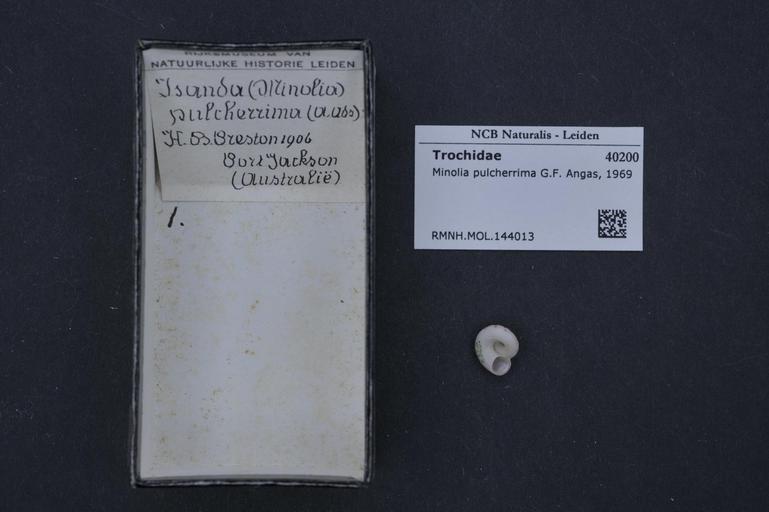 RIJKSMUSEUM VAN
NATUURLIJKE HISTORIE LEIDEN
Isanda (Minolia)
pulcherrima (A. Ads)
H. B. Preston 1906
Port Jackson
(Australië)
1.
NCB Naturalis - Leiden
Trochidae 40200
Minolia pulcherrima G.F. Angas, 1969
RMNH.MOL.144013